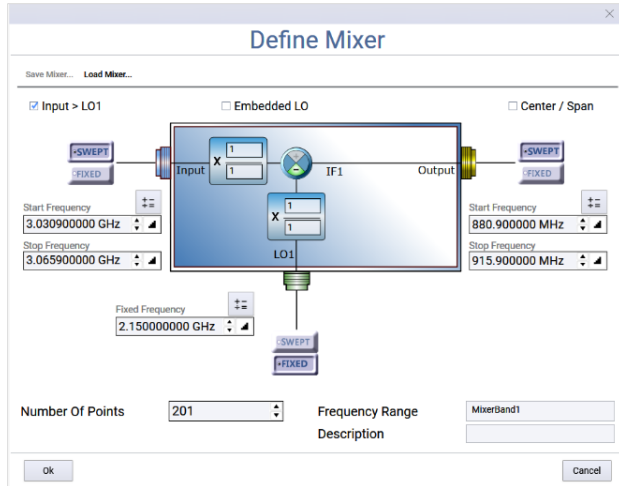 Define Mixer
Save Mixer... Load Mixer...
Input > LO1
Embedded LO
Center / Span
SWEPT
FIXED
Start Frequency
3.030900000 GHz
Stop Frequency
3.065900000 GHz
Input
X
1
1
IF1
Output
X
1
1
LO1
SWEPT
FIXED
Start Frequency
880.900000 MHz
Stop Frequency
915.900000 MHz
Fixed Frequency
2.150000000 GHz
SWEPT
FIXED
Number Of Points
201
Frequency Range
MixerBand1
Description
Ok
Cancel